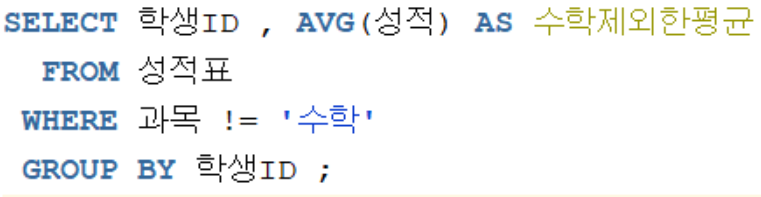 SELECT 학생ID , AVG(성적) AS 수학제외한평균
FROM 성적표
WHERE 과목 != '수학'
GROUP BY 학생ID ;